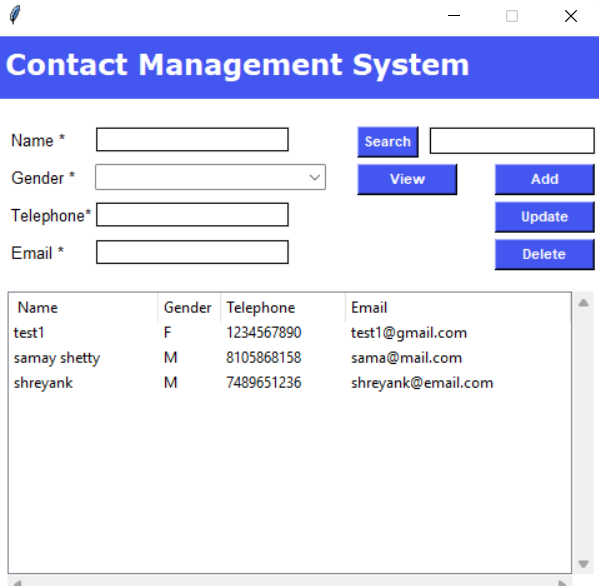 Contact Management System
Name * Search
Gender * View Add
Telephone* Update
Email * Delete
Name Gender Telephone Email
test1 F 1234567890 test1@gmail.com
samay shetty M 8105868158 sama@mail.com
shreyank M 7489651236 shreyank@email.com